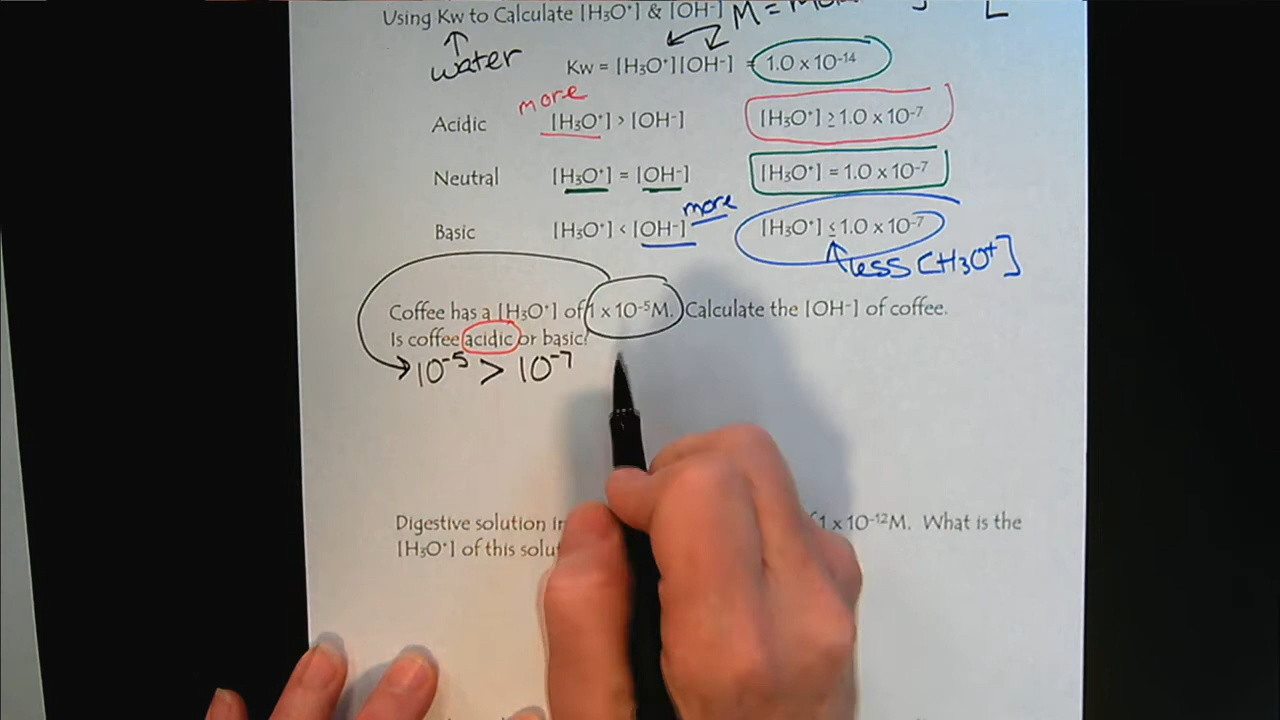 Using Kw to Calculate [H₃O⁺] & [OH⁻] M =
water
Kw = [H₃O⁺][OH⁻] = 1.0 x 10⁻¹⁴
more
Acidic [H₃O⁺] > [OH⁻] [H₃O⁺] ≥ 1.0 x 10⁻⁷
Neutral [H₃O⁺] = [OH⁻] [H₃O⁺] = 1.0 x 10⁻⁷
more
Basic [H₃O⁺] < [OH⁻] [H₃O⁺] ≤ 1.0 x 10⁻⁷
less [H₃O⁺]
Coffee has a [H₃O⁺] of 1 x 10⁻⁵M. Calculate the [OH⁻] of coffee.
Is coffee acidic or basic?
10⁻⁵ > 10⁻⁷
Digestive solution in 1 x 10⁻¹²M. What is the
[H₃O⁺] of this